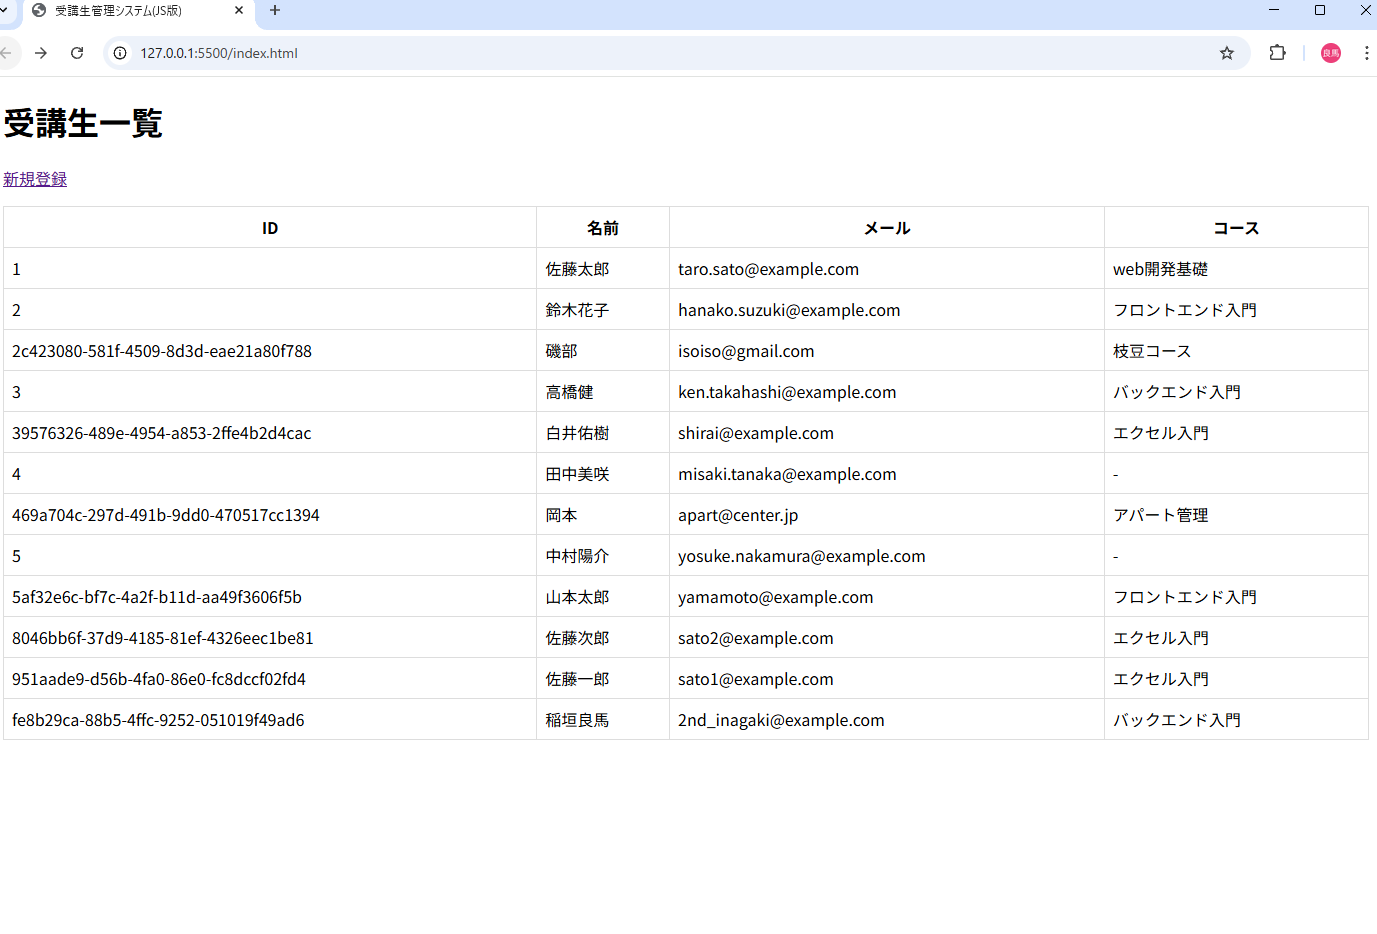 受講生管理システム(JS版)
127.0.0.1:5500/index.html
良馬
受講生一覧
新規登録
ID 名前 メール コース
1 佐藤太郎 taro.sato@example.com web開発基礎
2 鈴木花子 hanako.suzuki@example.com フロントエンド入門
2c423080-581f-4509-8d3d-eae21a80f788 磯部 isoiso@gmail.com 枝豆コース
3 高橋健 ken.takahashi@example.com バックエンド入門
39576326-489e-4954-a853-2ffe4b2d4cac 白井佑樹 shirai@example.com エクセル入門
4 田中美咲 misaki.tanaka@example.com -
469a704c-297d-491b-9dd0-470517cc1394 岡本 apart@center.jp アパート管理
5 中村陽介 yosuke.nakamura@example.com -
5af32e6c-bf7c-4a2f-b11d-aa49f3606f5b 山本太郎 yamamoto@example.com フロントエンド入門
8046bb6f-37d9-4185-81ef-4326eec1be81 佐藤次郎 sato2@example.com エクセル入門
951aade9-d56b-4fa0-86e0-fc8dccf02fd4 佐藤一郎 sato1@example.com エクセル入門
fe8b29ca-88b5-4ffc-9252-051019f49ad6 稲垣良馬 2nd_inagaki@example.com バックエンド入門